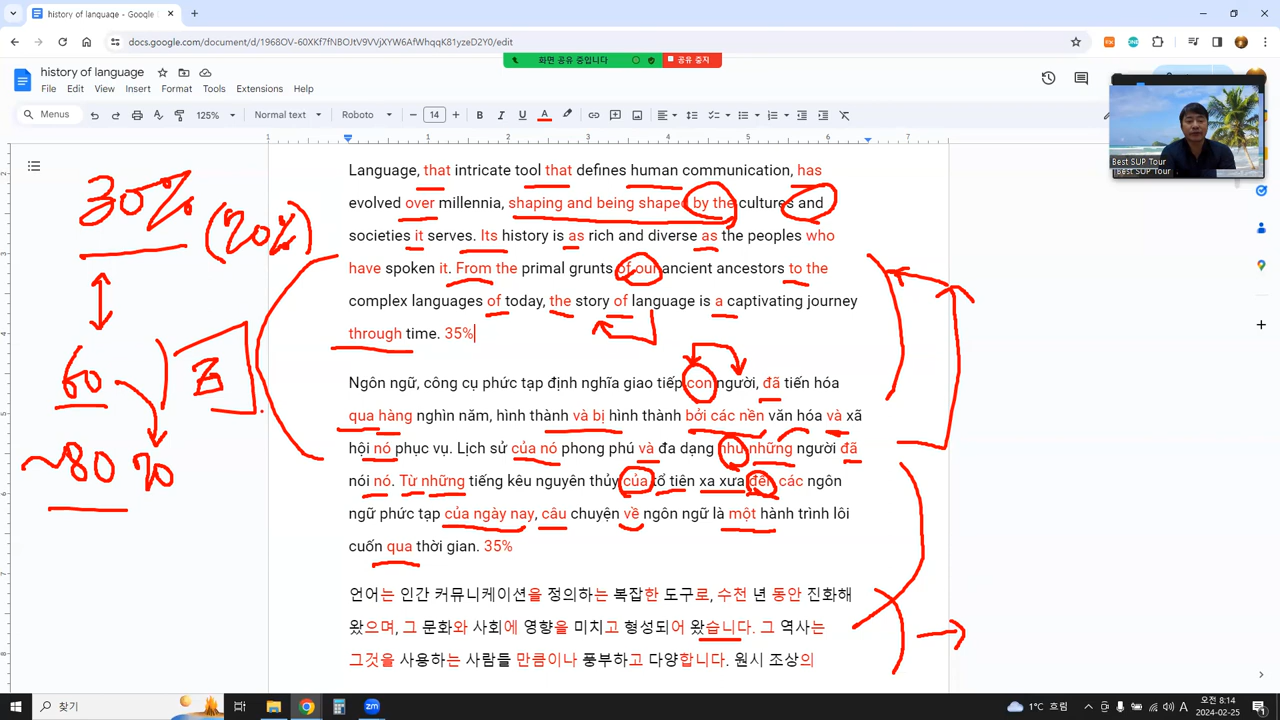 history of language - Google
docs.google.com/document/d/1968OV-60XKf7fNBOJtV9VVjXYW6AfWhqqK81yzeD2Y0/edit
화면 공유 중입니다
공유 중지
history of language
File Edit View Insert Format Tools Extensions Help
Menus 125% Normal text Roboto 14 B I U A
Best SUP Tour
Best SUP Tour
1 2 3 4 5 6 7
30%
(20%)
60
~80 70
Language, that intricate tool that defines human communication, has
evolved over millennia, shaping and being shaped by the cultures and
societies it serves. Its history is as rich and diverse as the peoples who
have spoken it. From the primal grunts of our ancient ancestors to the
complex languages of today, the story of language is a captivating journey
through time. 35%
Ngôn ngữ, công cụ phức tạp định nghĩa giao tiếp con người, đã tiến hóa
qua hàng nghìn năm, hình thành và bị hình thành bởi các nền văn hóa và xã
hội nó phục vụ. Lịch sử của nó phong phú và đa dạng như những người đã
nói nó. Từ những tiếng kêu nguyên thủy của tổ tiên xa xưa đến các ngôn
ngữ phức tạp của ngày nay, câu chuyện về ngôn ngữ là một hành trình lôi
cuốn qua thời gian. 35%
언어는 인간 커뮤니케이션을 정의하는 복잡한 도구로, 수천 년 동안 진화해
왔으며, 그 문화와 사회에 영향을 미치고 형성되어 왔습니다. 그 역사는
그것을 사용하는 사람들 만큼이나 풍부하고 다양합니다. 원시 조상의
찾기
1°C 흐림
A
오전 8:14
2024-02-25